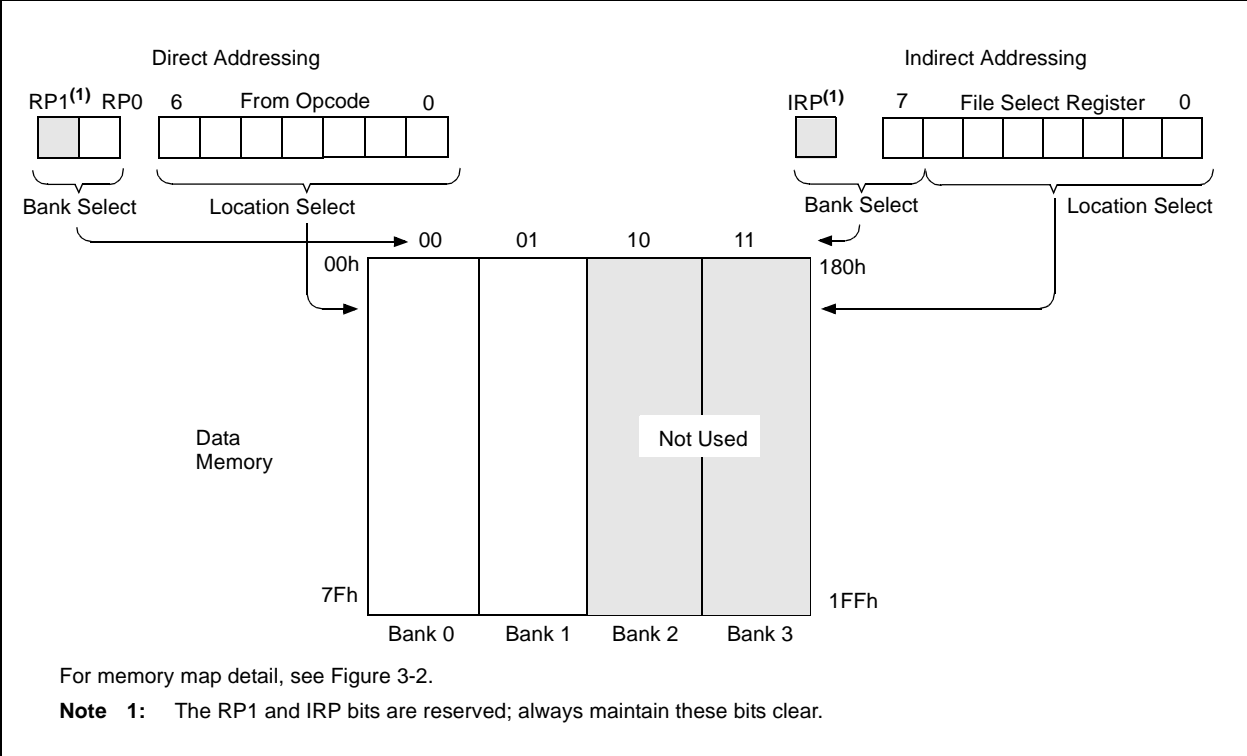 Direct Addressing
Indirect Addressing
RP1(1) RP0 6 From Opcode 0
IRP(1) 7 File Select Register 0
Bank Select Location Select
Bank Select Location Select
00 01 10 11
00h
180h
Data
Memory
Not Used
7Fh
1FFh
Bank 0 Bank 1 Bank 2 Bank 3
For memory map detail, see Figure 3-2.
Note 1: The RP1 and IRP bits are reserved; always maintain these bits clear.